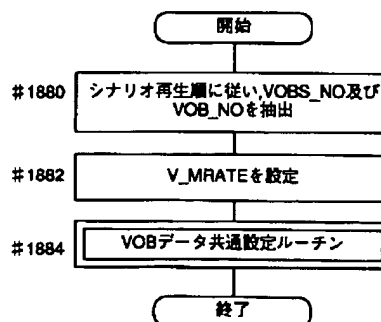 開始
#1880
シナリオ再生順に従い,VOBS_NO及び
VOB_NOを抽出
#1882
V_MRATEを設定
#1884
VOBデータ共通設定ルーチン
終了